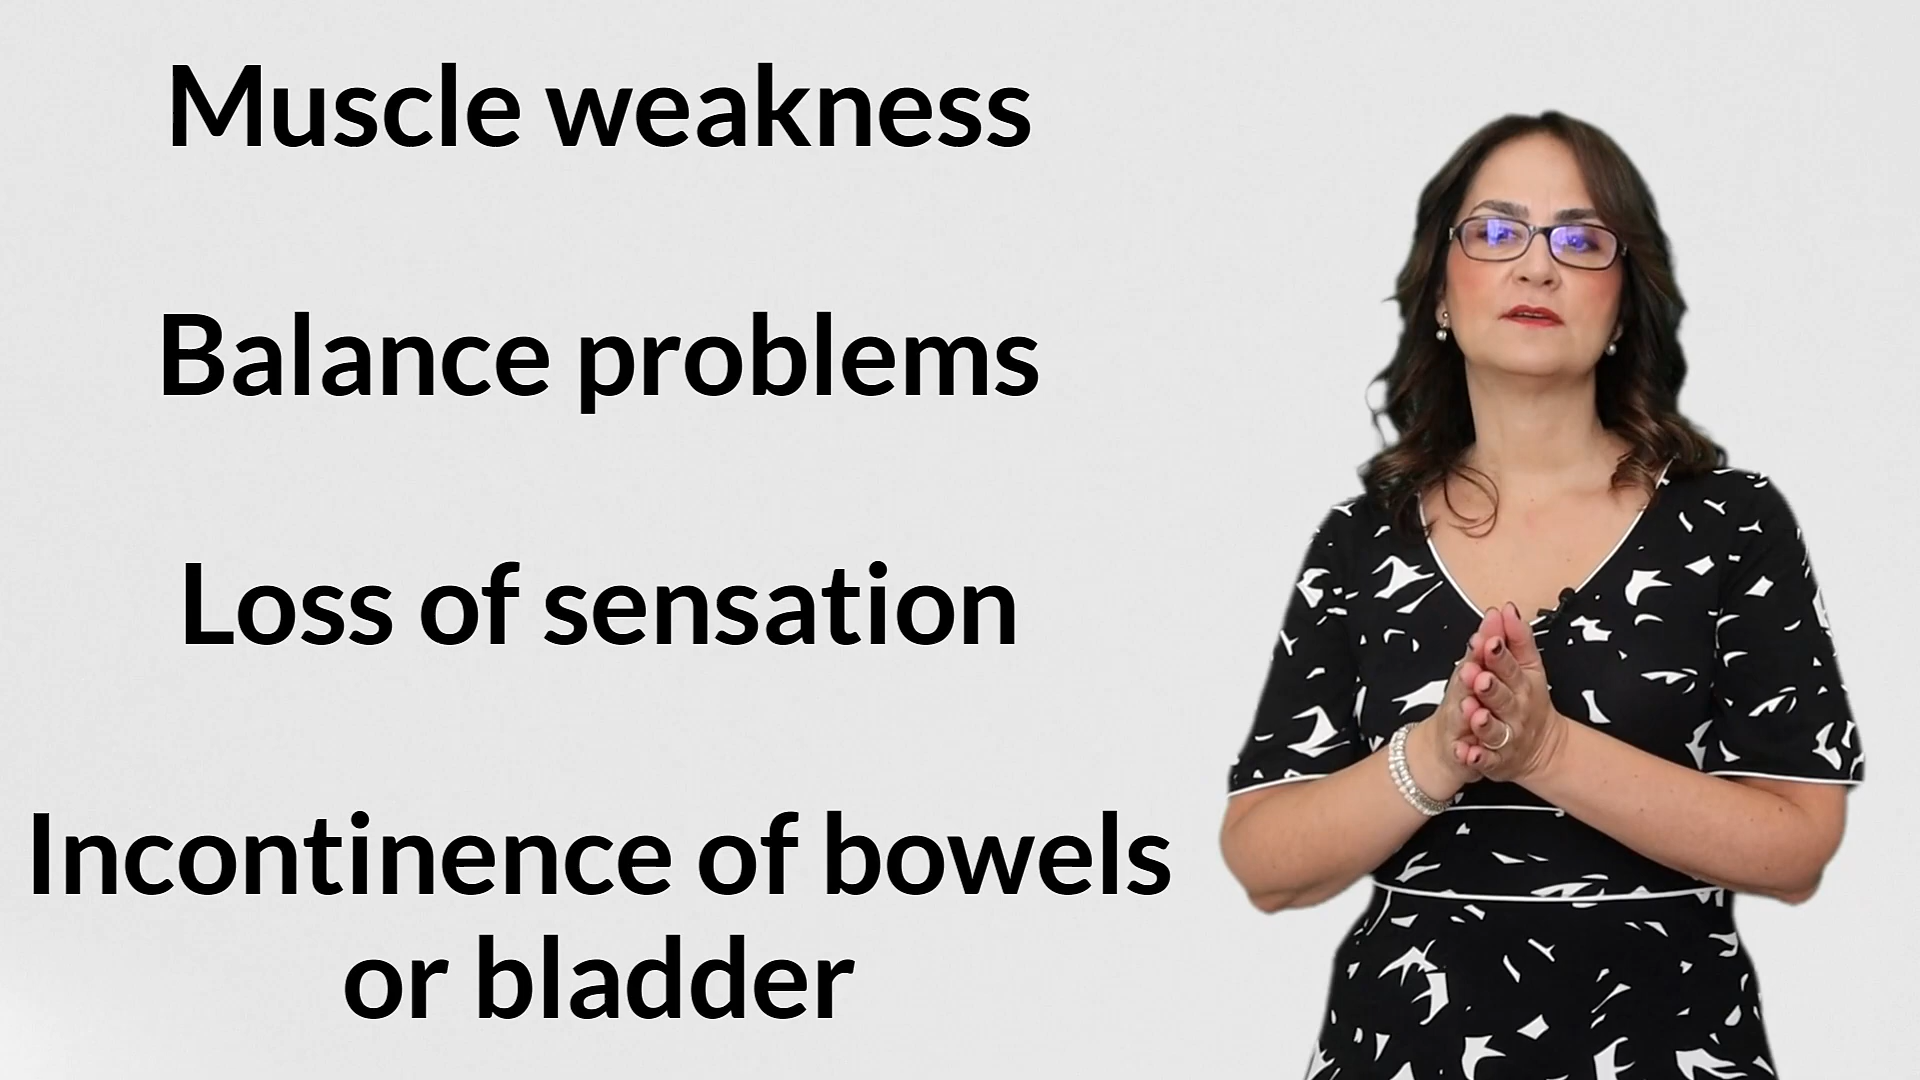 Muscle weakness
Balance problems
Loss of sensation
Incontinence of bowels
or bladder